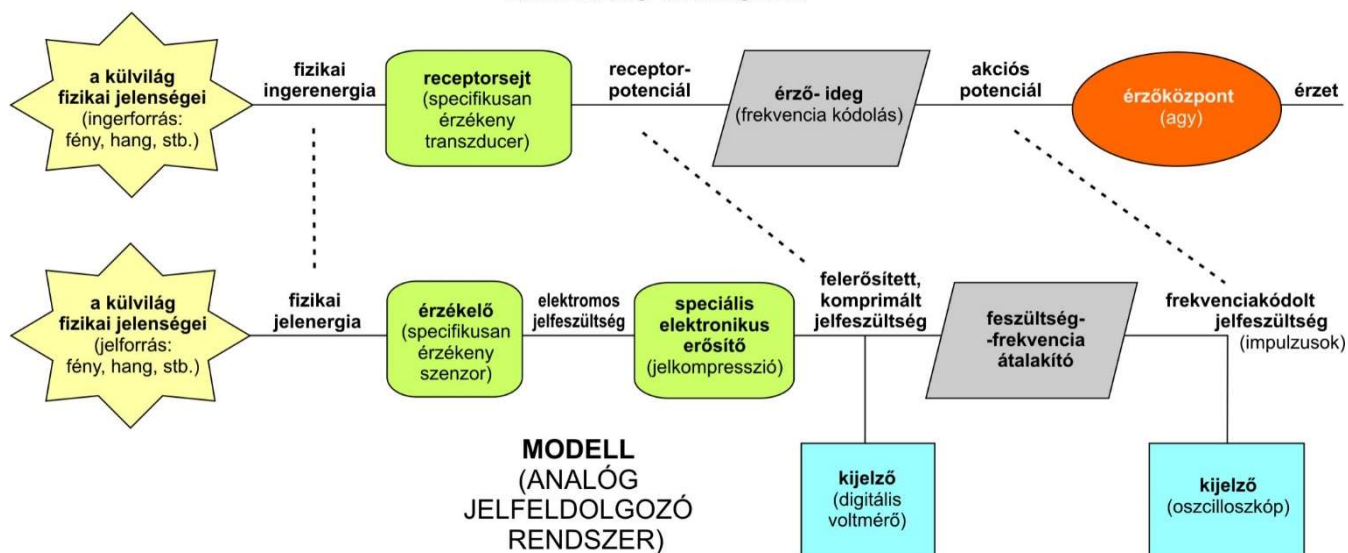 a külvilág
fizikai jelenségei
(ingerforrás:
fény, hang, stb.)
fizikai
ingerenergia
receptorsejt
(specifikusan
érzékeny
transzducer)
receptor-
potenciál
érző- ideg
(frekvencia kódolás)
akciós
potenciál
érzőközpont
(agy)
érzet
a külvilág
fizikai jelenségei
(jelforrás:
fény, hang, stb.)
fizikai
jelenergia
érzékelő
(specifikusan
érzékeny
szenzor)
elektromos
jelfeszültség
speciális
elektronikus
erősítő
(jelkompresszió)
felerősített,
komprimált
jelfeszültség
feszültség-
-frekvencia
átalakító
frekvenciakódolt
jelfeszültség
(impulzusok)
MODELL
(ANALÓG
JELFELDOLGOZÓ
RENDSZER)
kijelző
(digitális
voltmérő)
kijelző
(oszcilloszkóp)